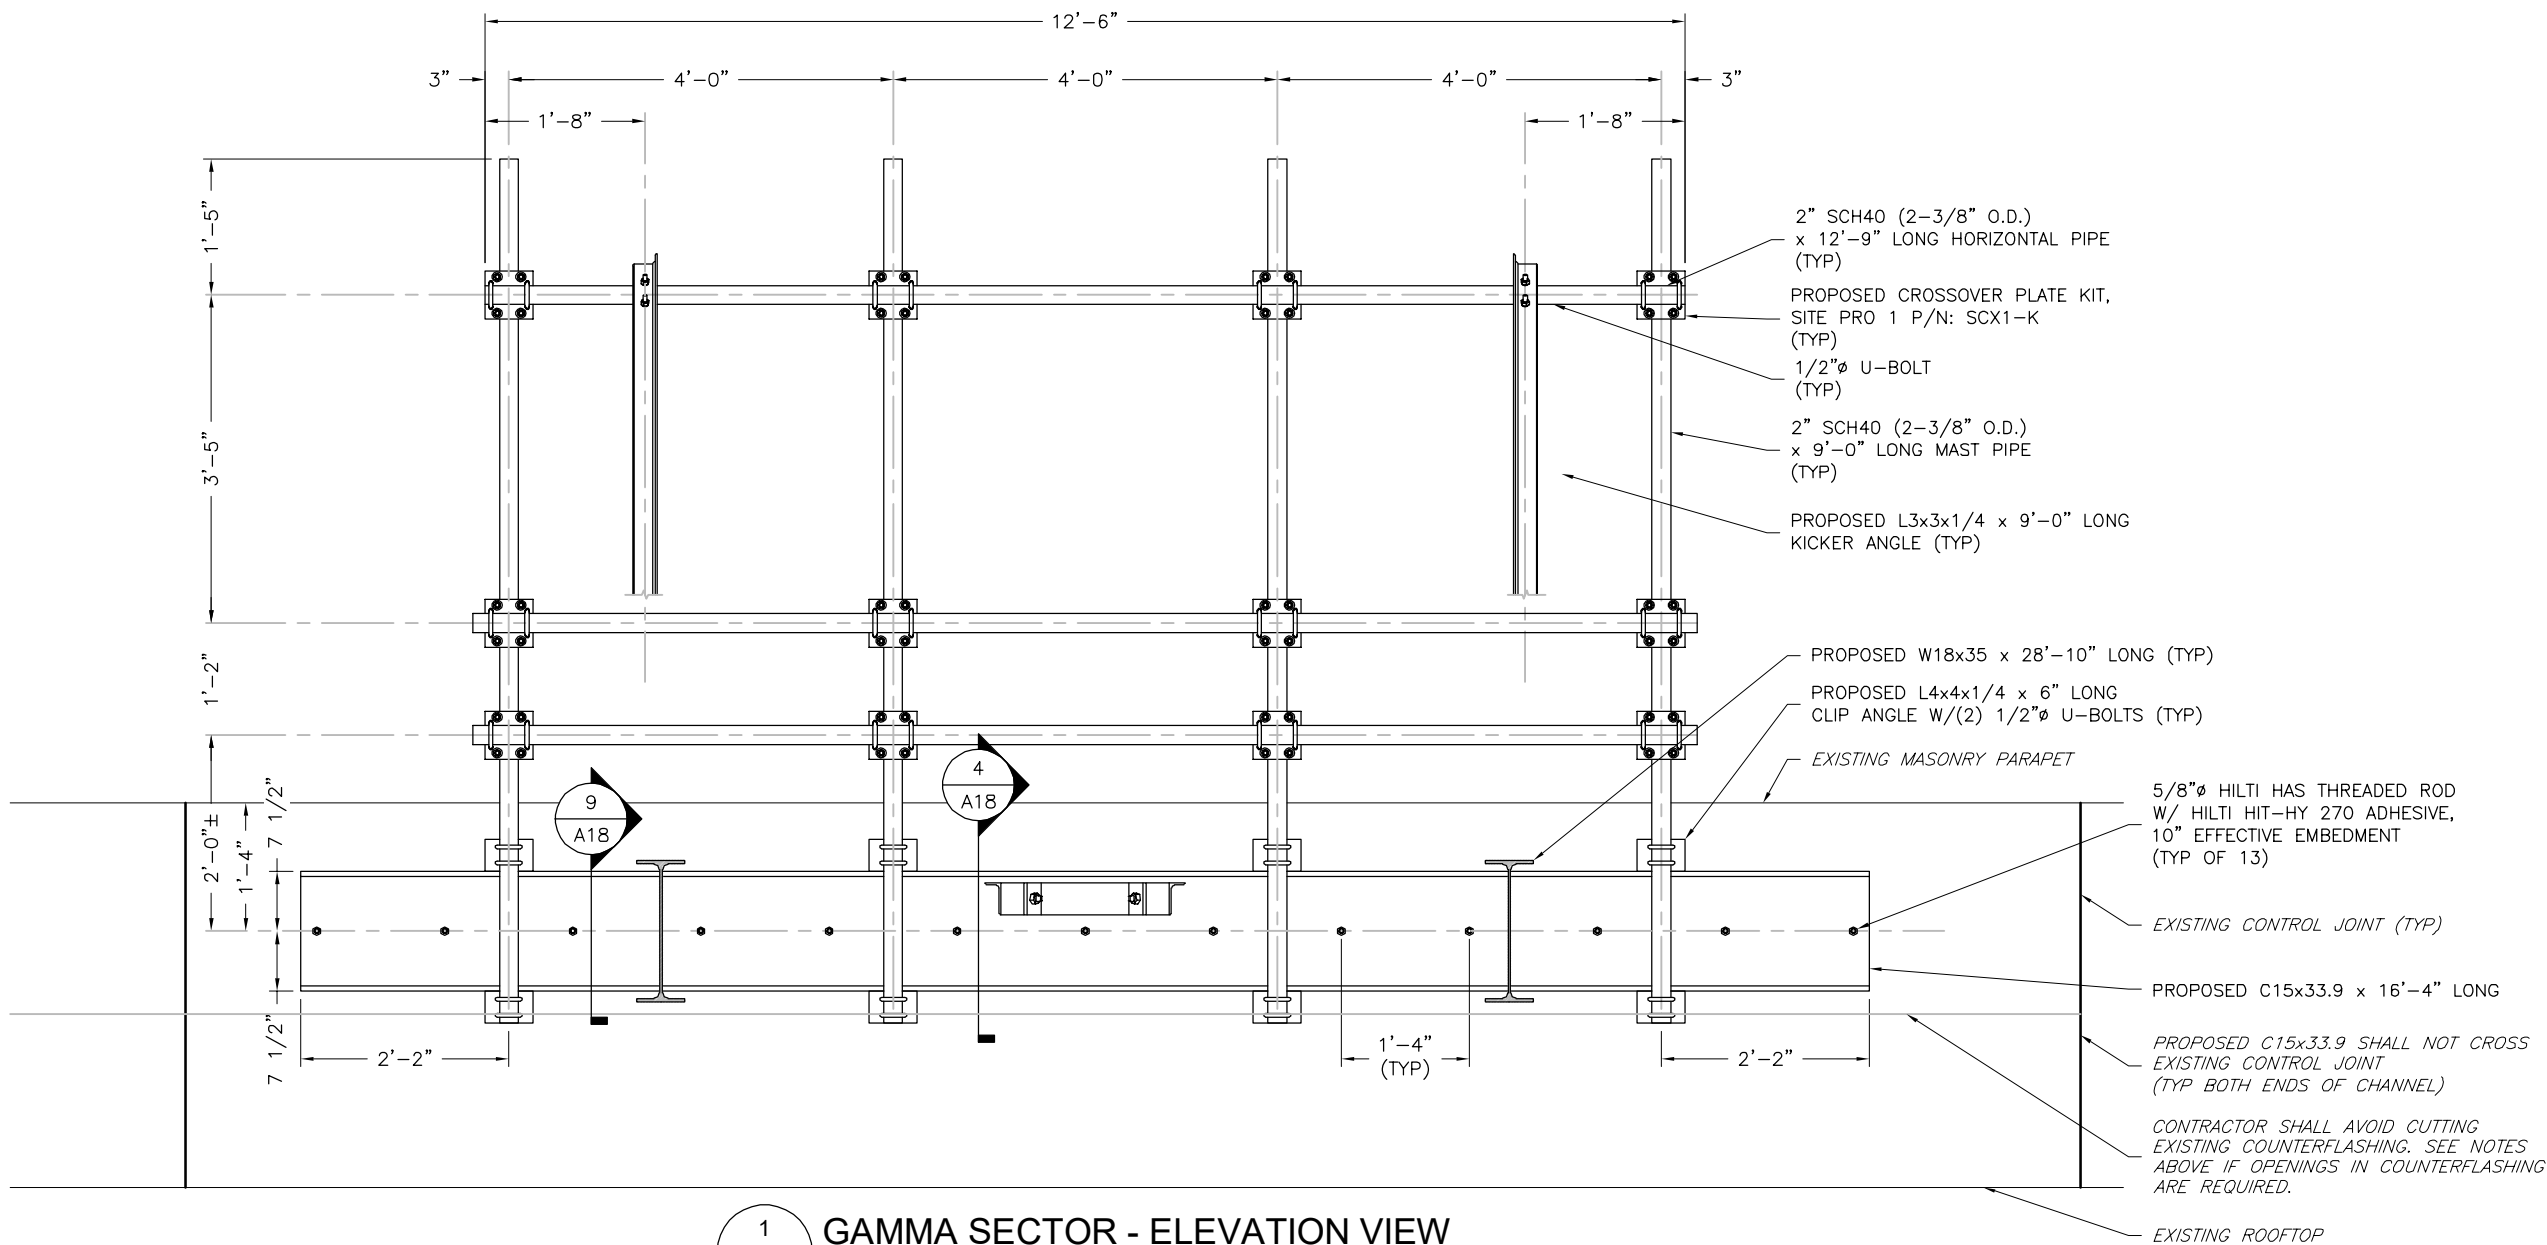 12'-6"
3"
4'-0"
4'-0"
4'-0"
3"
1'-8"
1'-8"
1'-5"
3'-5"
1'-2"
2'-0"±
1'-4"
7 1/2"
7 1/2"
2" SCH40 (2-3/8" O.D.)
x 12'-9" LONG HORIZONTAL PIPE
(TYP)
PROPOSED CROSSOVER PLATE KIT,
SITE PRO 1 P/N: SCX1-K
(TYP)
1/2"ø U-BOLT
(TYP)
2" SCH40 (2-3/8" O.D.)
x 9'-0" LONG MAST PIPE
(TYP)
PROPOSED L3x3x1/4 x 9'-0" LONG
KICKER ANGLE (TYP)
PROPOSED W18x35 x 28'-10" LONG (TYP)
PROPOSED L4x4x1/4 x 6" LONG
CLIP ANGLE W/(2) 1/2"ø U-BOLTS (TYP)
EXISTING MASONRY PARAPET
5/8"ø HILTI HAS THREADED ROD
W/ HILTI HIT-HY 270 ADHESIVE,
10" EFFECTIVE EMBEDMENT
(TYP OF 13)
EXISTING CONTROL JOINT (TYP)
PROPOSED C15x33.9 x 16'-4" LONG
PROPOSED C15x33.9 SHALL NOT CROSS
EXISTING CONTROL JOINT
(TYP BOTH ENDS OF CHANNEL)
CONTRACTOR SHALL AVOID CUTTING
EXISTING COUNTERFLASHING. SEE NOTES
ABOVE IF OPENINGS IN COUNTERFLASHING
ARE REQUIRED.
EXISTING ROOFTOP
9
A18
4
A18
2'-2"
1'-4"
(TYP)
2'-2"
1
GAMMA SECTOR - ELEVATION VIEW